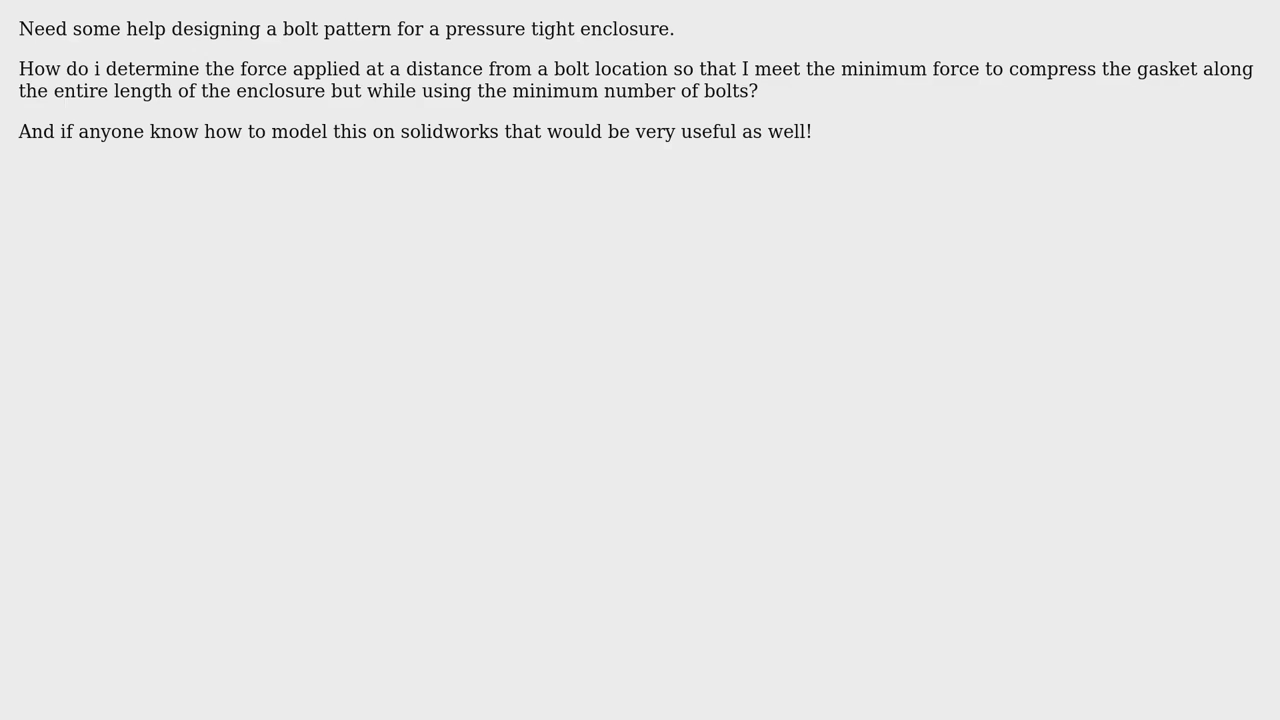 Need some help designing a bolt pattern for a pressure tight enclosure.
How do i determine the force applied at a distance from a bolt location so that I meet the minimum force to compress the gasket along
the entire length of the enclosure but while using the minimum number of bolts?
And if anyone know how to model this on solidworks that would be very useful as well!